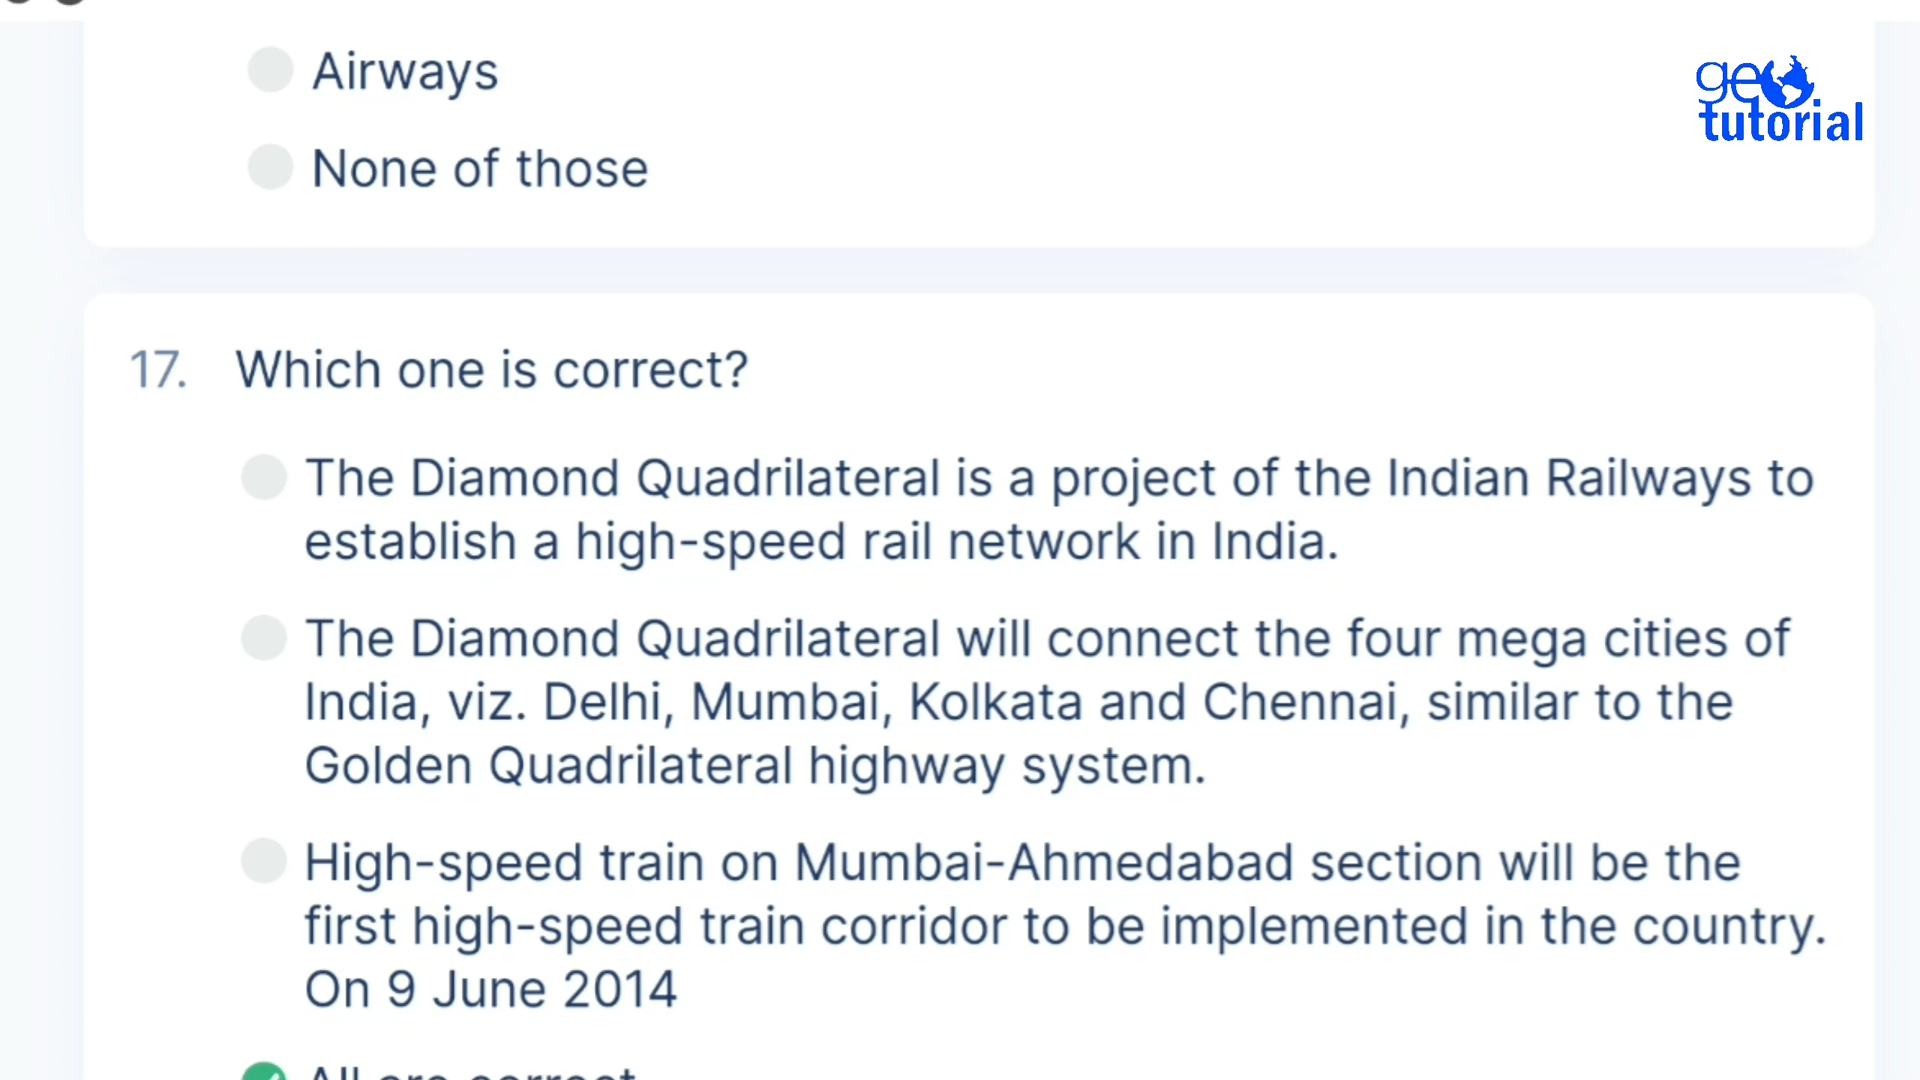 Airways
geo
tutorial
None of those
17. Which one is correct?
The Diamond Quadrilateral is a project of the Indian Railways to
establish a high-speed rail network in India.
The Diamond Quadrilateral will connect the four mega cities of
India, viz. Delhi, Mumbai, Kolkata and Chennai, similar to the
Golden Quadrilateral highway system.
High-speed train on Mumbai-Ahmedabad section will be the
first high-speed train corridor to be implemented in the country.
On 9 June 2014
All are correct